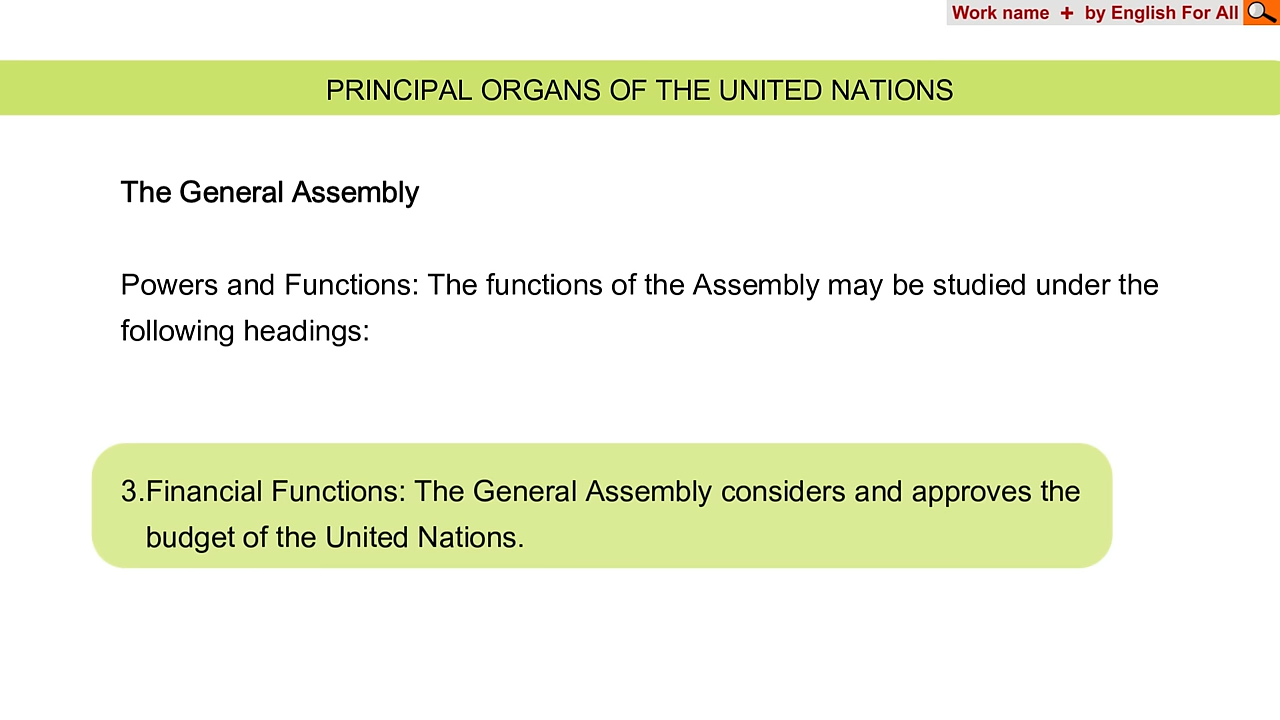 Work name + by English For All
PRINCIPAL ORGANS OF THE UNITED NATIONS
The General Assembly
Powers and Functions: The functions of the Assembly may be studied under the
following headings:
3.Financial Functions: The General Assembly considers and approves the
budget of the United Nations.